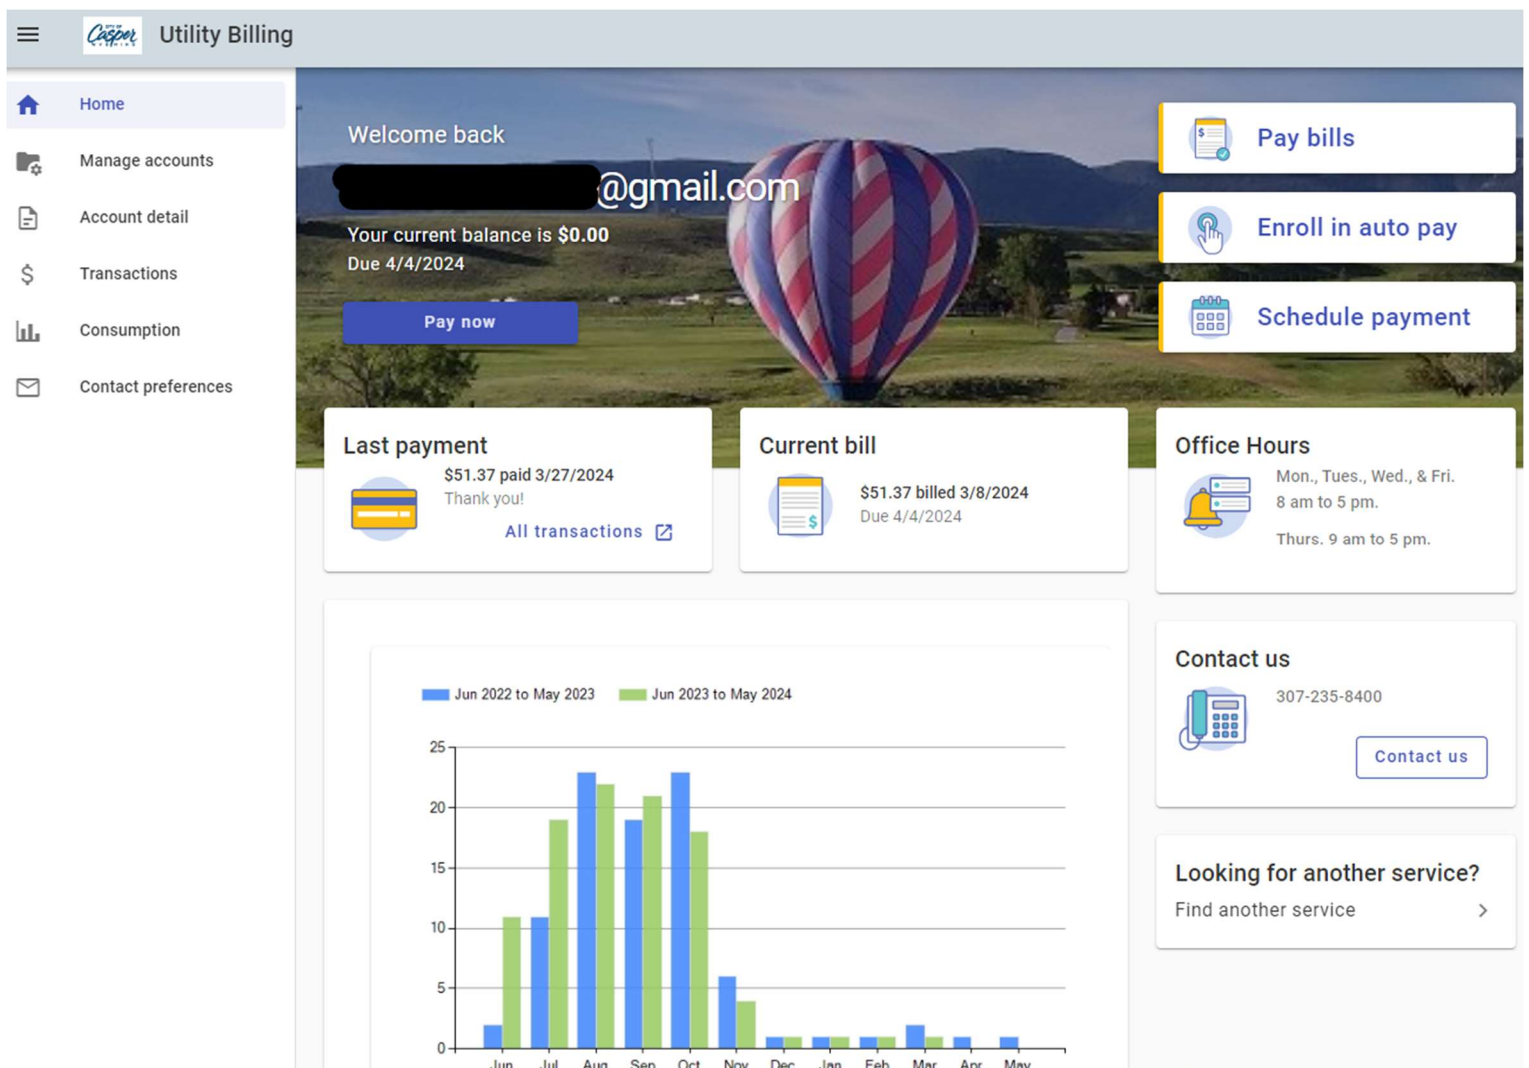 CITY OF
Casper
WYOMING
Utility Billing
Home
Manage accounts
Account detail
Transactions
Consumption
Contact preferences
Welcome back
@gmail.com
Your current balance is $0.00
Due 4/4/2024
Pay now
Pay bills
Enroll in auto pay
Schedule payment
Last payment
$51.37 paid 3/27/2024
Thank you!
All transactions
Current bill
$51.37 billed 3/8/2024
Due 4/4/2024
Office Hours
Mon., Tues., Wed., & Fri.
8 am to 5 pm.
Thurs. 9 am to 5 pm.
Jun 2022 to May 2023 Jun 2023 to May 2024
25
20
15
10
5
0
Jun Jul Aug Sep Oct Nov Dec Jan Feb Mar Apr May
Contact us
307-235-8400
Contact us
Looking for another service?
Find another service